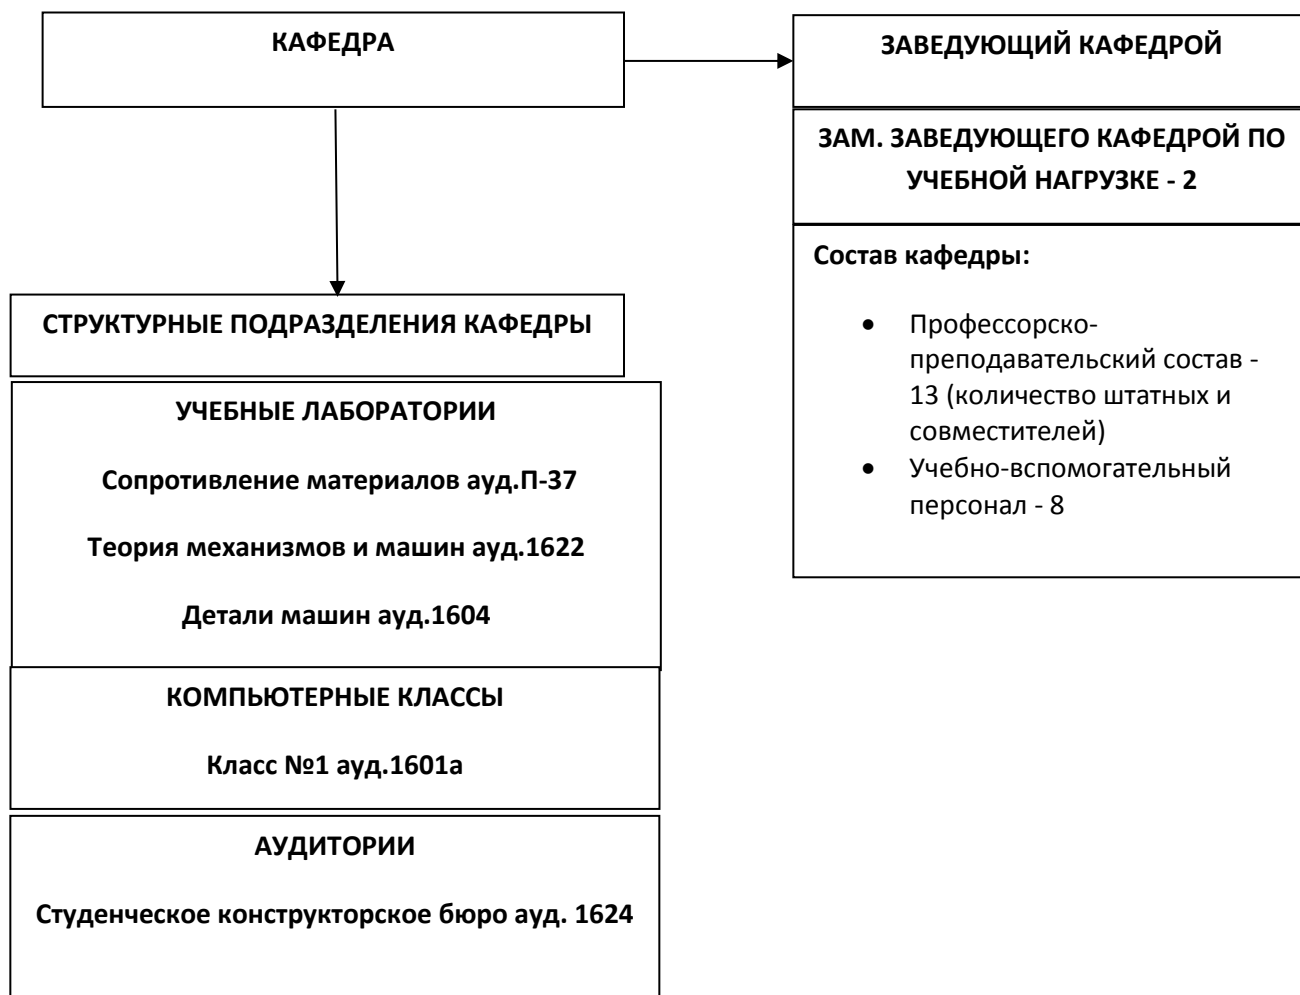 КАФЕДРА
ЗАВЕДУЮЩИЙ КАФЕДРОЙ
ЗАМ. ЗАВЕДУЮЩЕГО КАФЕДРОЙ ПО
УЧЕБНОЙ НАГРУЗКЕ - 2
Состав кафедры:
• Профессорско-
преподавательский состав -
13 (количество штатных и
совместителей)
• Учебно-вспомогательный
персонал - 8
СТРУКТУРНЫЕ ПОДРАЗДЕЛЕНИЯ КАФЕДРЫ
УЧЕБНЫЕ ЛАБОРАТОРИИ
Сопротивление материалов ауд.П-37
Теория механизмов и машин ауд.1622
Детали машин ауд.1604
КОМПЬЮТЕРНЫЕ КЛАССЫ
Класс №1 ауд.1601а
АУДИТОРИИ
Студенческое конструкторское бюро ауд. 1624